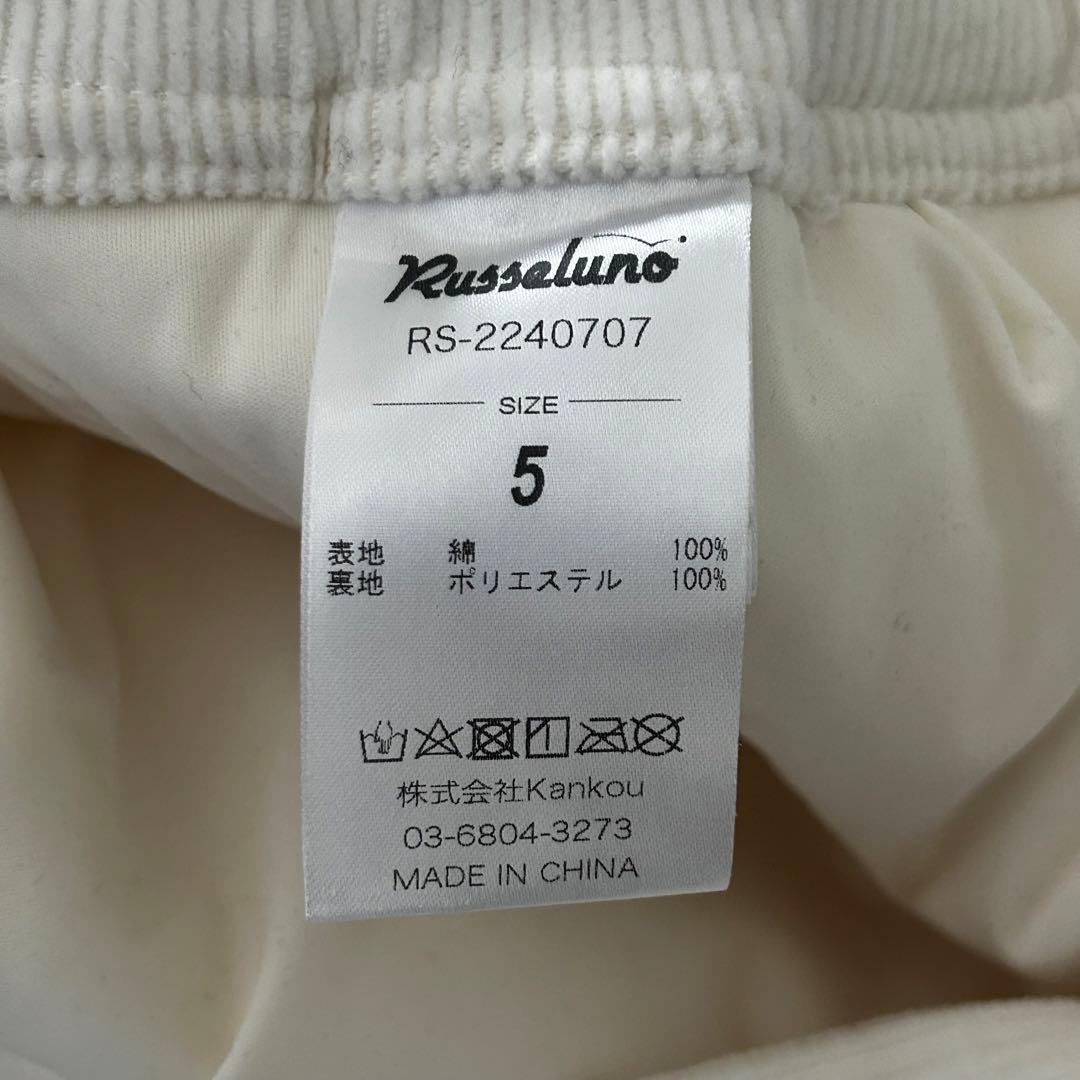 Russeluno
RS-2240707
SIZE
5
表地 綿 100%
裏地 ポリエステル 100%
株式会社Kankou
03-6804-3273
MADE IN CHINA